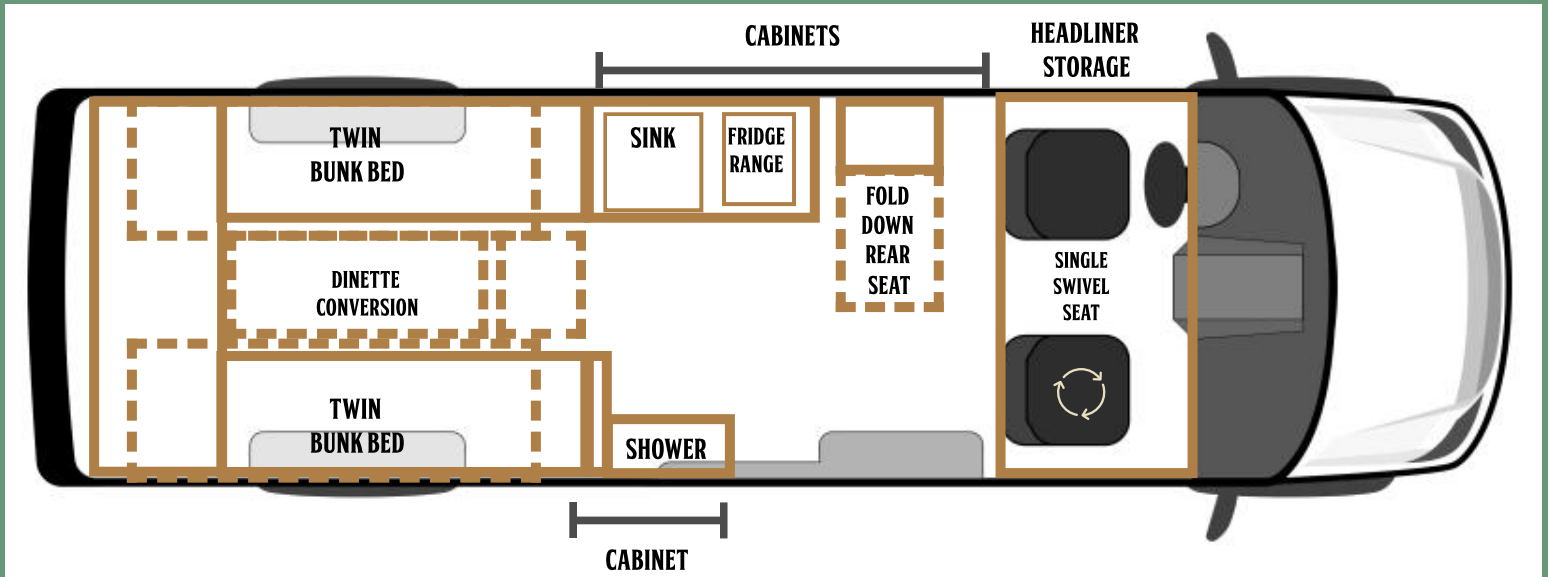 CABINETS
HEADLINER
STORAGE
TWIN
BUNK BED
SINK
FRIDGE
RANGE
FOLD
DOWN
REAR
SEAT
DINETTE
CONVERSION
SINGLE
SWIVEL
SEAT
TWIN
BUNK BED
SHOWER
CABINET